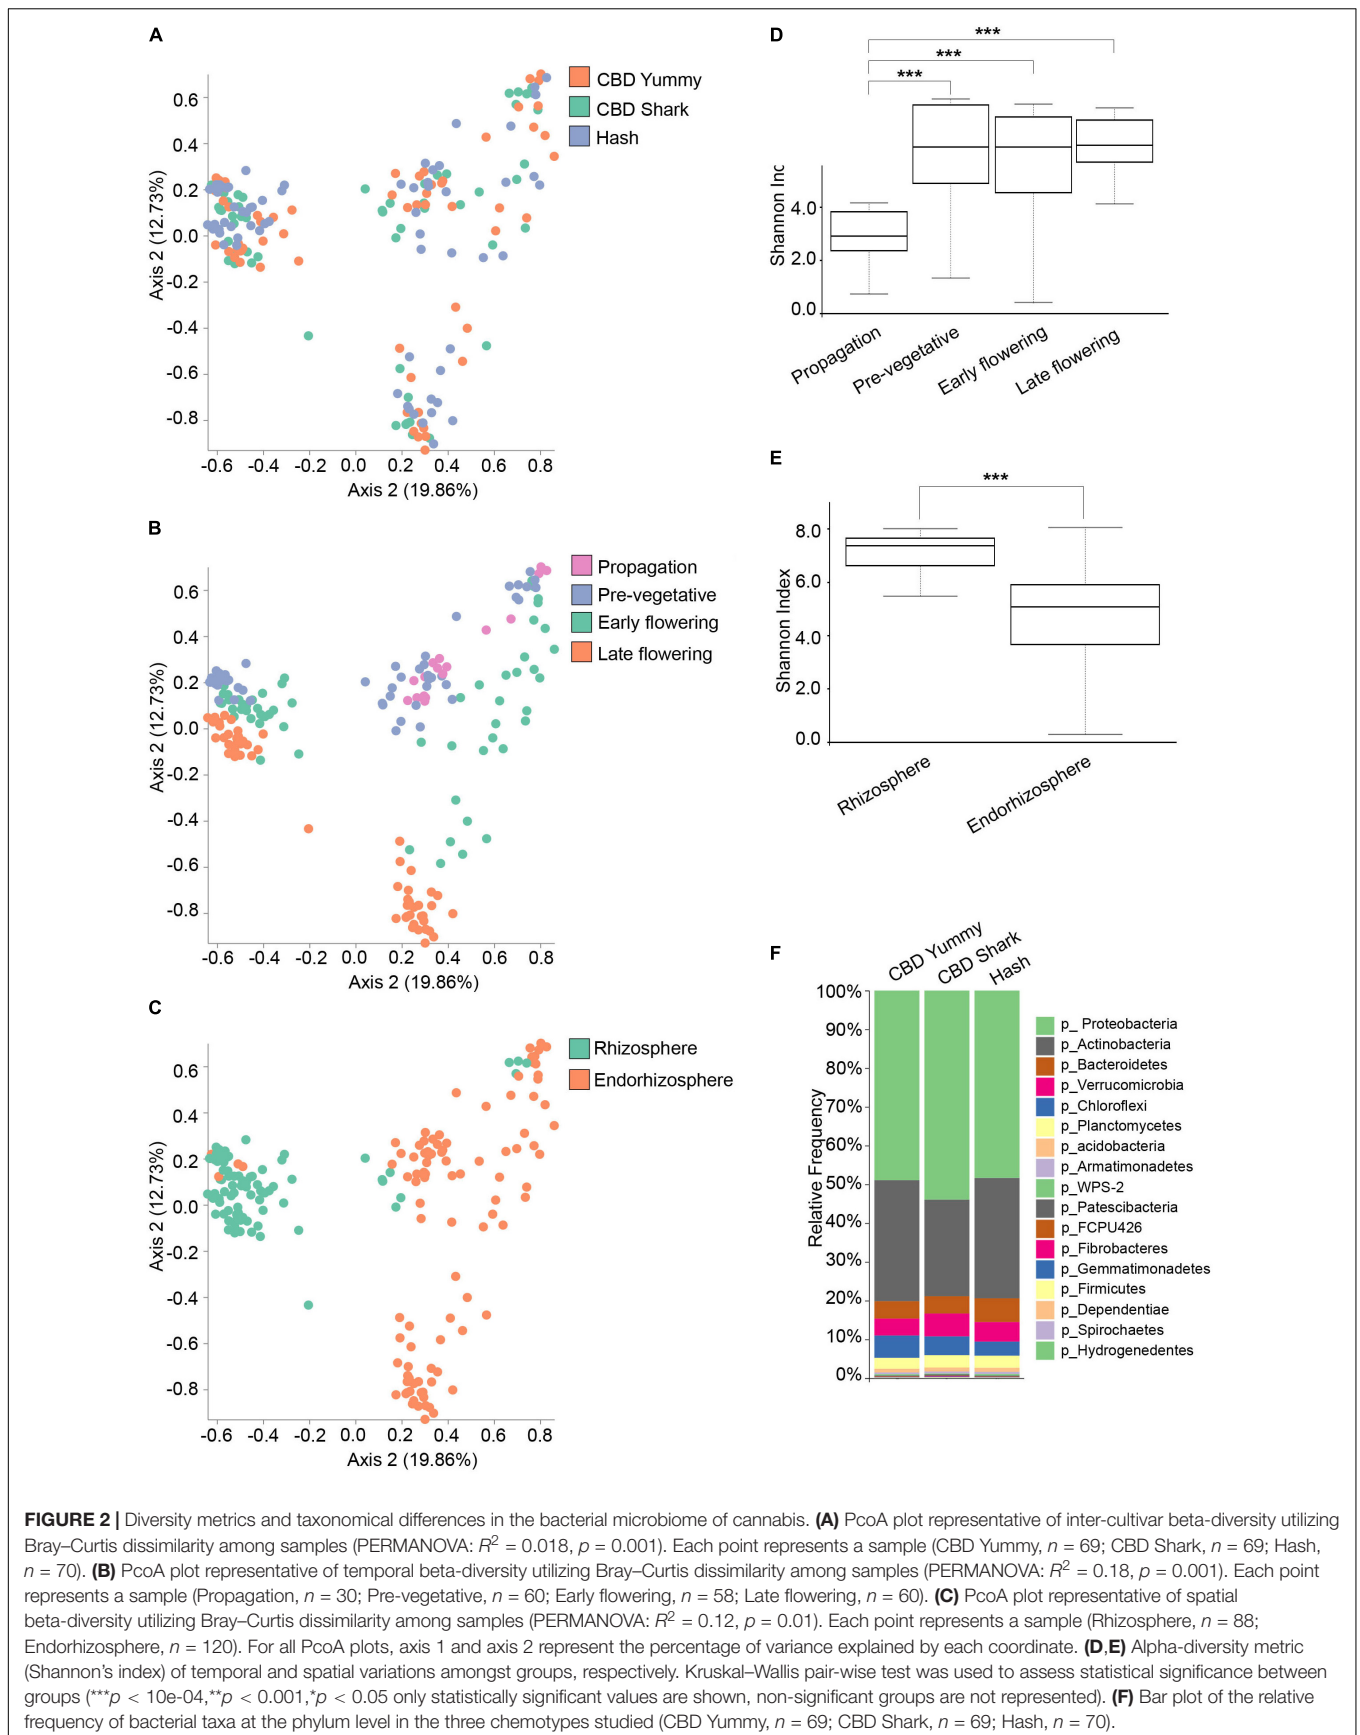 A
CBD Yummy
CBD Shark
Hash
0.6
0.4
0.2
0.0
-0.2
-0.4
-0.6
-0.8
Axis 2 (12.73%)
-0.6 -0.4 -0.2 0.0 0.2 0.4 0.6 0.8
Axis 2 (19.86%)
B
Propagation
Pre-vegetative
Early flowering
Late flowering
0.6
0.4
0.2
0.0
-0.2
-0.4
-0.6
-0.8
Axis 2 (12.73%)
-0.6 -0.4 -0.2 0.0 0.2 0.4 0.6 0.8
Axis 2 (19.86%)
C
Rhizosphere
Endorhizosphere
0.6
0.4
0.2
0.0
-0.2
-0.4
-0.6
-0.8
Axis 2 (12.73%)
-0.6 -0.4 -0.2 0.0 0.2 0.4 0.6 0.8
Axis 2 (19.86%)
D
***
***
***
Shannon Inc
4.0
2.0
0.0
Propagation
Pre-vegetative
Early flowering
Late flowering
E
***
Shannon Index
8.0
6.0
4.0
2.0
0.0
Rhizosphere
Endorhizosphere
F
CBD Yummy
CBD Shark
Hash
Relative Frequency
100%
90%
80%
70%
60%
50%
40%
30%
20%
10%
0%
p_ Proteobacteria
p_Actinobacteria
p_Bacteroidetes
p_Verrucomicrobia
p_Chloroflexi
p_Planctomycetes
p_acidobacteria
p_Armatimonadetes
p_WPS-2
p_Patescibacteria
p_FCPU426
p_Fibrobacteres
p_Gemmatimonadetes
p_Firmicutes
p_Dependentiae
p_Spirochaetes
p_Hydrogenedentes
FIGURE 2 | Diversity metrics and taxonomical differences in the bacterial microbiome of cannabis. (A) PcoA plot representative of inter-cultivar beta-diversity utilizing
Bray–Curtis dissimilarity among samples (PERMANOVA: R² = 0.018, p = 0.001). Each point represents a sample (CBD Yummy, n = 69; CBD Shark, n = 69; Hash,
n = 70). (B) PcoA plot representative of temporal beta-diversity utilizing Bray–Curtis dissimilarity among samples (PERMANOVA: R² = 0.18, p = 0.001). Each point
represents a sample (Propagation, n = 30; Pre-vegetative, n = 60; Early flowering, n = 58; Late flowering, n = 60). (C) PcoA plot representative of spatial
beta-diversity utilizing Bray–Curtis dissimilarity among samples (PERMANOVA: R² = 0.12, p = 0.01). Each point represents a sample (Rhizosphere, n = 88;
Endorhizosphere, n = 120). For all PcoA plots, axis 1 and axis 2 represent the percentage of variance explained by each coordinate. (D,E) Alpha-diversity metric
(Shannon's index) of temporal and spatial variations amongst groups, respectively. Kruskal–Wallis pair-wise test was used to assess statistical significance between
groups (***p < 10e-04,**p < 0.001,*p < 0.05 only statistically significant values are shown, non-significant groups are not represented). (F) Bar plot of the relative
frequency of bacterial taxa at the phylum level in the three chemotypes studied (CBD Yummy, n = 69; CBD Shark, n = 69; Hash, n = 70).